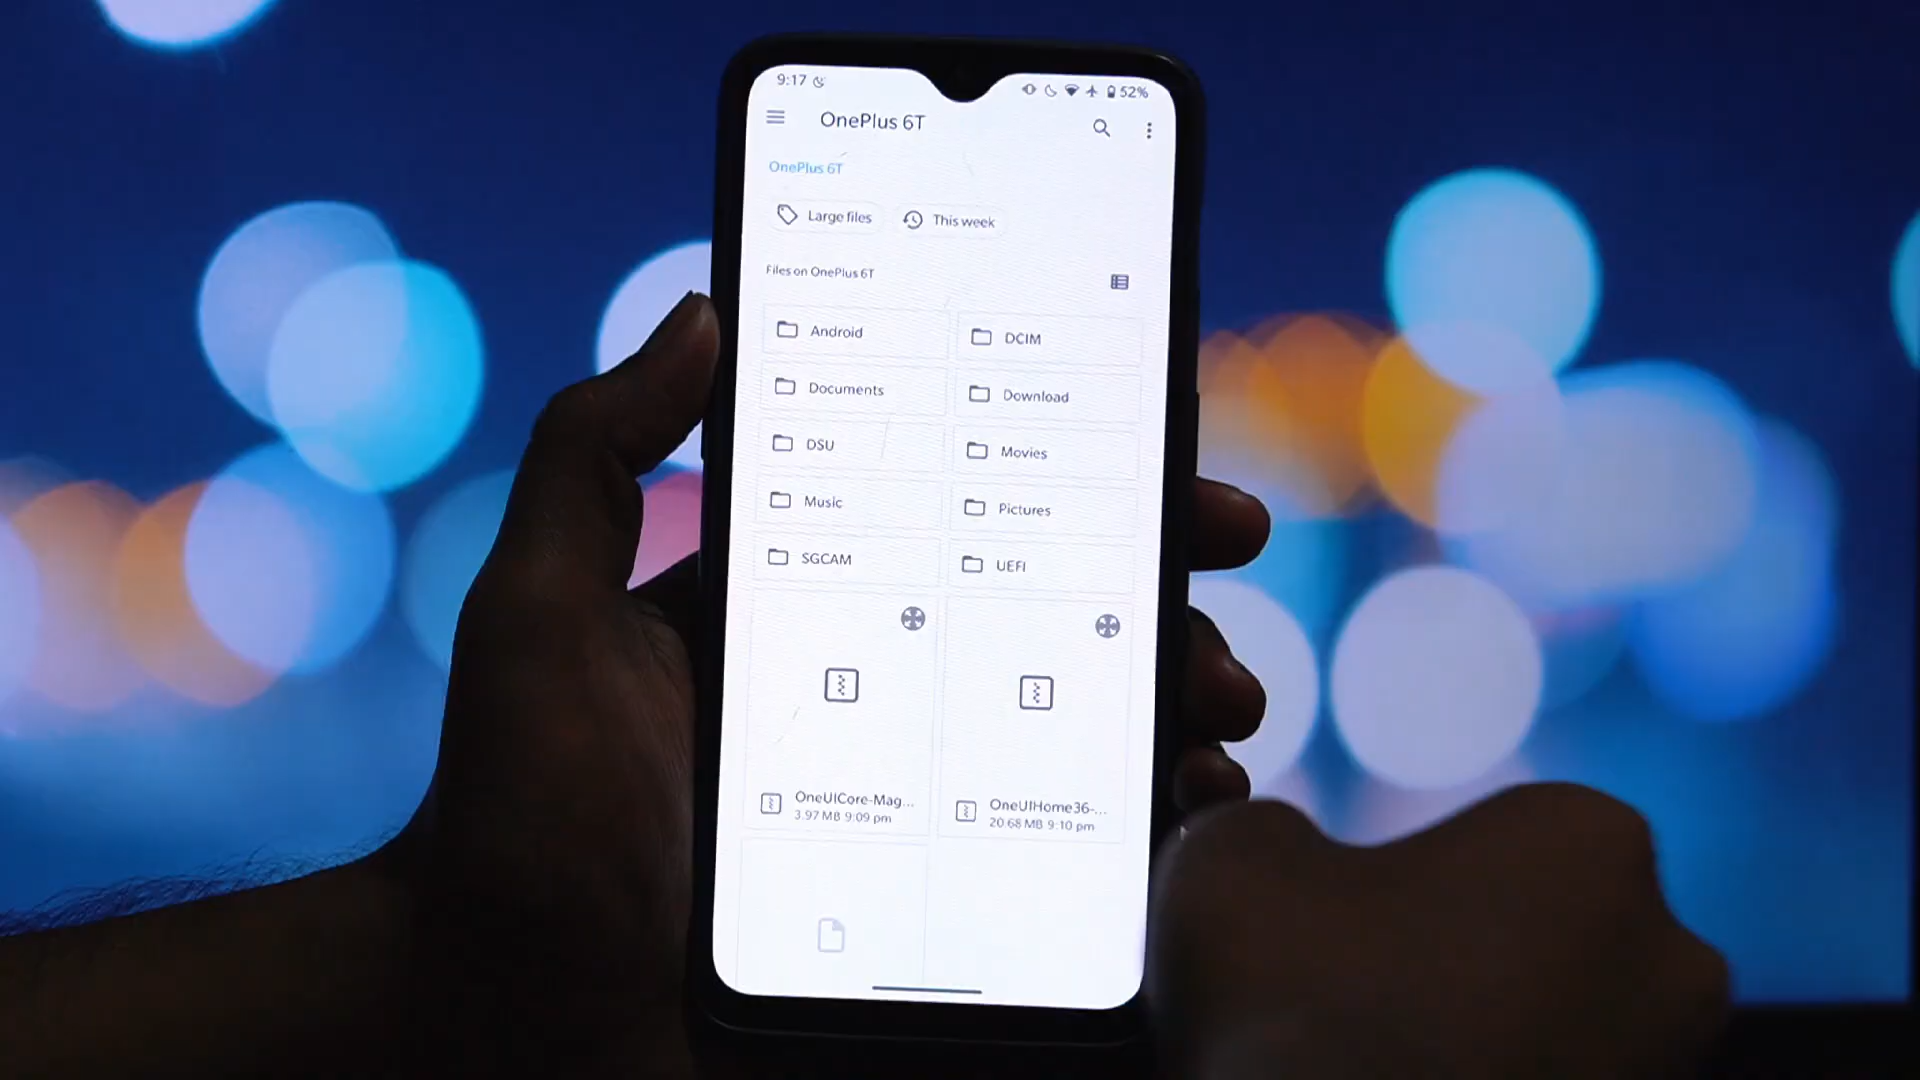 9:17
52%
OnePlus 6T
OnePlus 6T
Large files
This week
Files on OnePlus 6T
Android
DCIM
Documents
Download
DSU
Movies
Music
Pictures
SGCAM
UEFI
OneUICore-Mag...
3.97 MB 9:09 pm
OneUIHome36-...
20.68 MB 9:10 pm